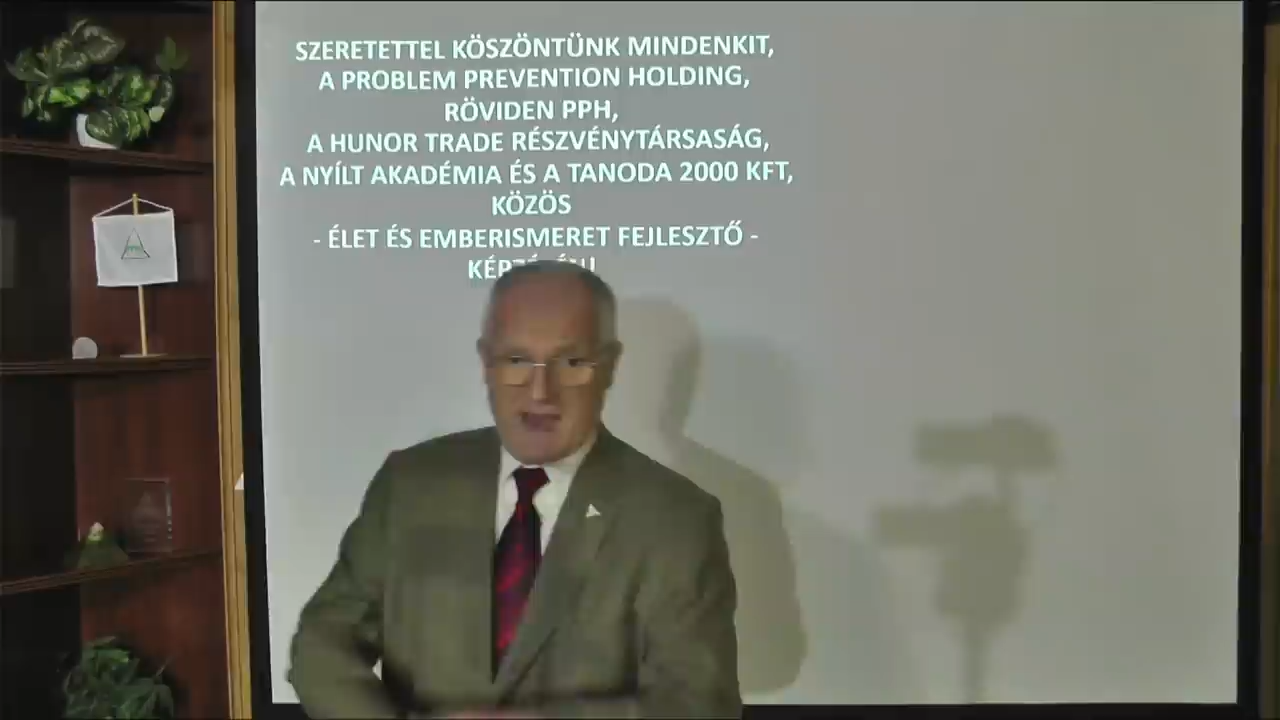 SZERETETTEL KÖSZÖNTÜNK MINDENKIT,
A PROBLEM PREVENTION HOLDING,
RÖVIDEN PPH,
A HUNOR TRADE RÉSZVÉNYTÁRSASÁG,
A NYÍLT AKADÉMIA ÉS A TANODA 2000 KFT,
KÖZÖS
- ÉLET ÉS EMBERISMERET FEJLESZTŐ -